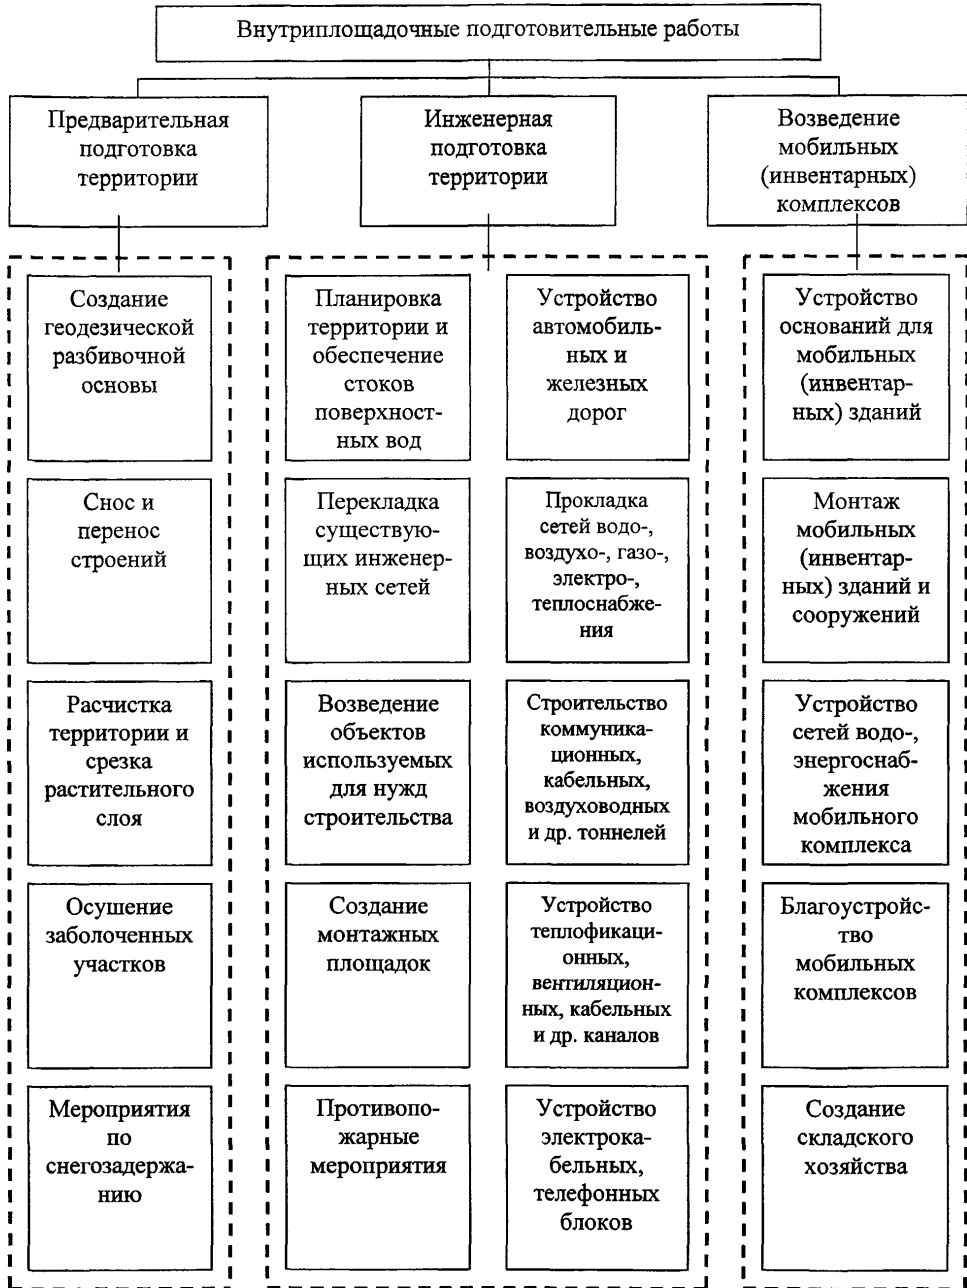 Внутриплощадочные подготовительные работы
Предварительная
подготовка
территории
Инженерная
подготовка
территории
Возведение
мобильных
(инвентарных)
комплексов
Создание
геодезической
разбивочной
основы
Снос и
перенос
строений
Расчистка
территории и
срезка
растительного
слоя
Осушение
заболоченных
участков
Мероприятия
по
снегозадержа-
нию
Планировка
территории и
обеспечение
стоков
поверхност-
ных вод
Перекладка
существую-
щих инженер-
ных сетей
Возведение
объектов
используемых
для нужд
строительства
Создание
монтажных
площадок
Противопо-
жарные
мероприятия
Устройство
автомобиль-
ных и
железных
дорог
Прокладка
сетей водо-,
воздухо-, газо-,
электро-,
теплоснабже-
ния
Строительство
коммуника-
ционных,
кабельных,
воздуховодных
и др. тоннелей
Устройство
теплофикаци-
онных,
вентиляцион-
ных, кабельных
и др. каналов
Устройство
электрока-
бельных,
телефонных
блоков
Устройство
оснований для
мобильных
(инвентар-
ных) зданий
Монтаж
мобильных
(инвентар-
ных) зданий и
сооружений
Устройство
сетей водо-,
энергоснаб-
жения
мобильного
комплекса
Благоустройс-
тво
мобильных
комплексов
Создание
складского
хозяйства